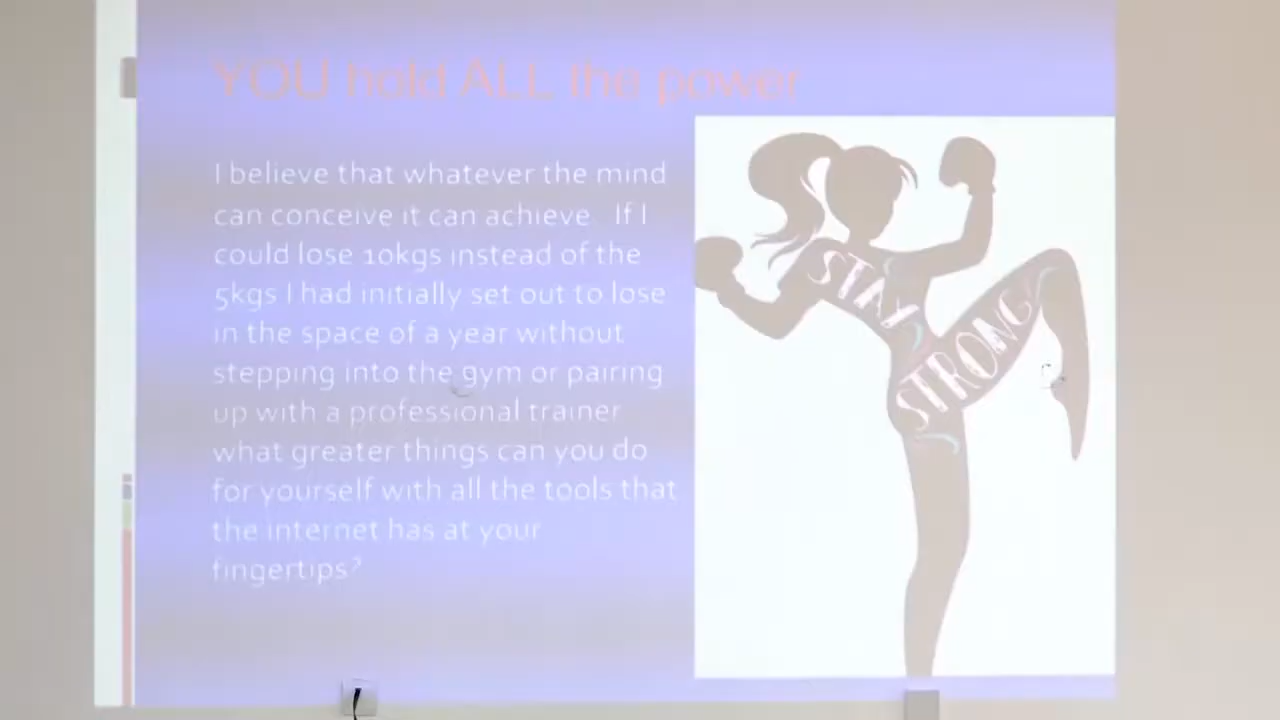 YOU hold ALL the power
I believe that whatever the mind
can conceive it can achieve. If I
could lose 10kgs instead of the
5kgs I had initially set out to lose
in the space of a year without
stepping into the gym or pairing
up with a professional trainer
what greater things can you do
for yourself with all the tools that
the internet has at your
fingertips?
STAY
STRONG